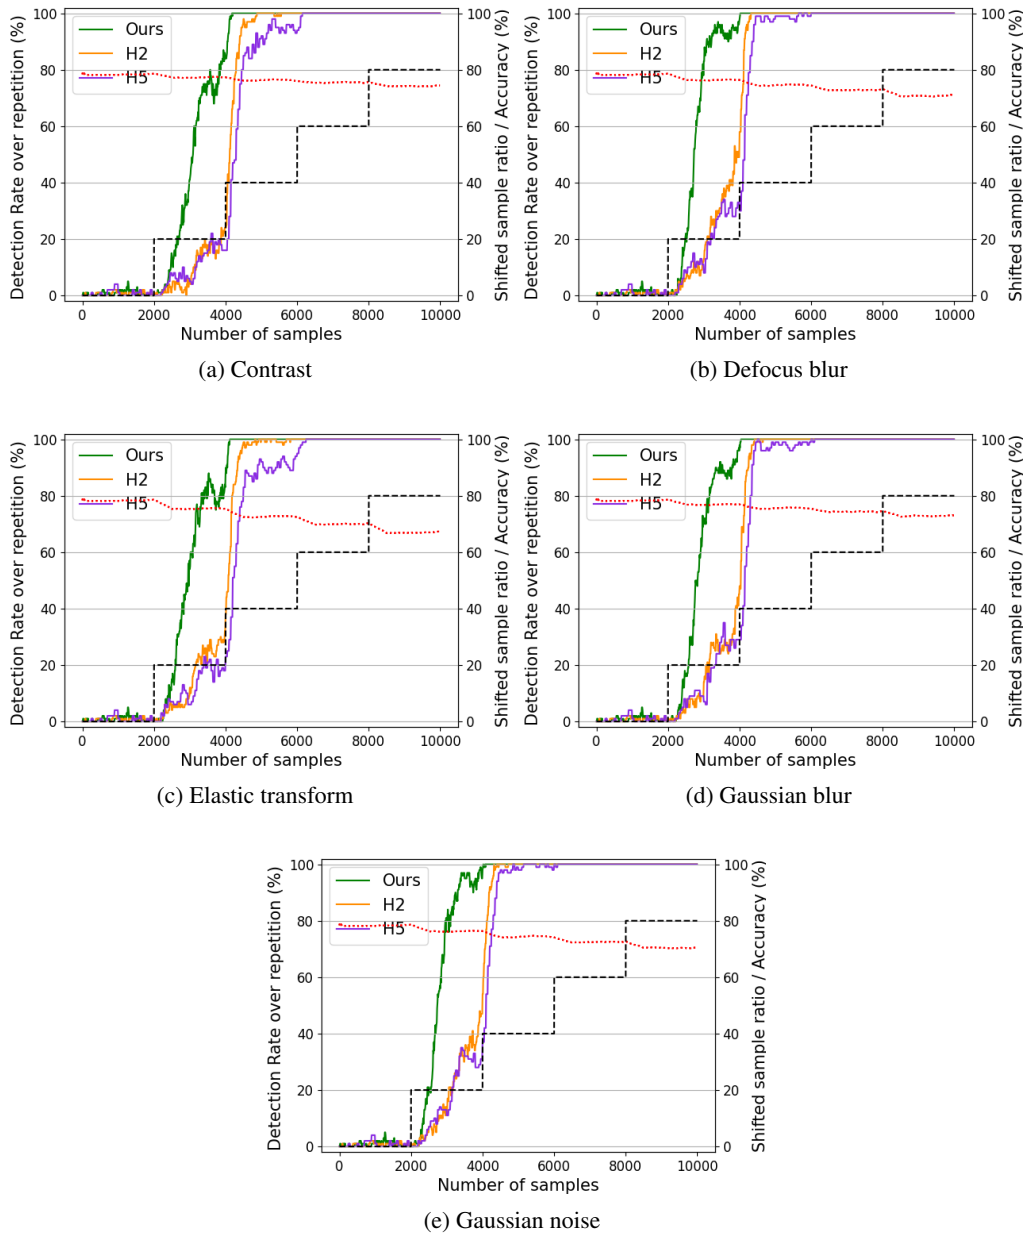 Detection Rate over repetition (%)
100
80
60
40
20
0
Ours
H2
H5
100
80
60
40
20
0
Shifted sample ratio / Accuracy (%)
0 2000 4000 6000 8000 10000
Number of samples
(a) Contrast
Detection Rate over repetition (%)
100
80
60
40
20
0
Ours
H2
H5
100
80
60
40
20
0
Shifted sample ratio / Accuracy (%)
0 2000 4000 6000 8000 10000
Number of samples
(b) Defocus blur
Detection Rate over repetition (%)
100
80
60
40
20
0
Ours
H2
H5
100
80
60
40
20
0
Shifted sample ratio / Accuracy (%)
0 2000 4000 6000 8000 10000
Number of samples
(c) Elastic transform
Detection Rate over repetition (%)
100
80
60
40
20
0
Ours
H2
H5
100
80
60
40
20
0
Shifted sample ratio / Accuracy (%)
0 2000 4000 6000 8000 10000
Number of samples
(d) Gaussian blur
Detection Rate over repetition (%)
100
80
60
40
20
0
Ours
H2
H5
100
80
60
40
20
0
Shifted sample ratio / Accuracy (%)
0 2000 4000 6000 8000 10000
Number of samples
(e) Gaussian noise